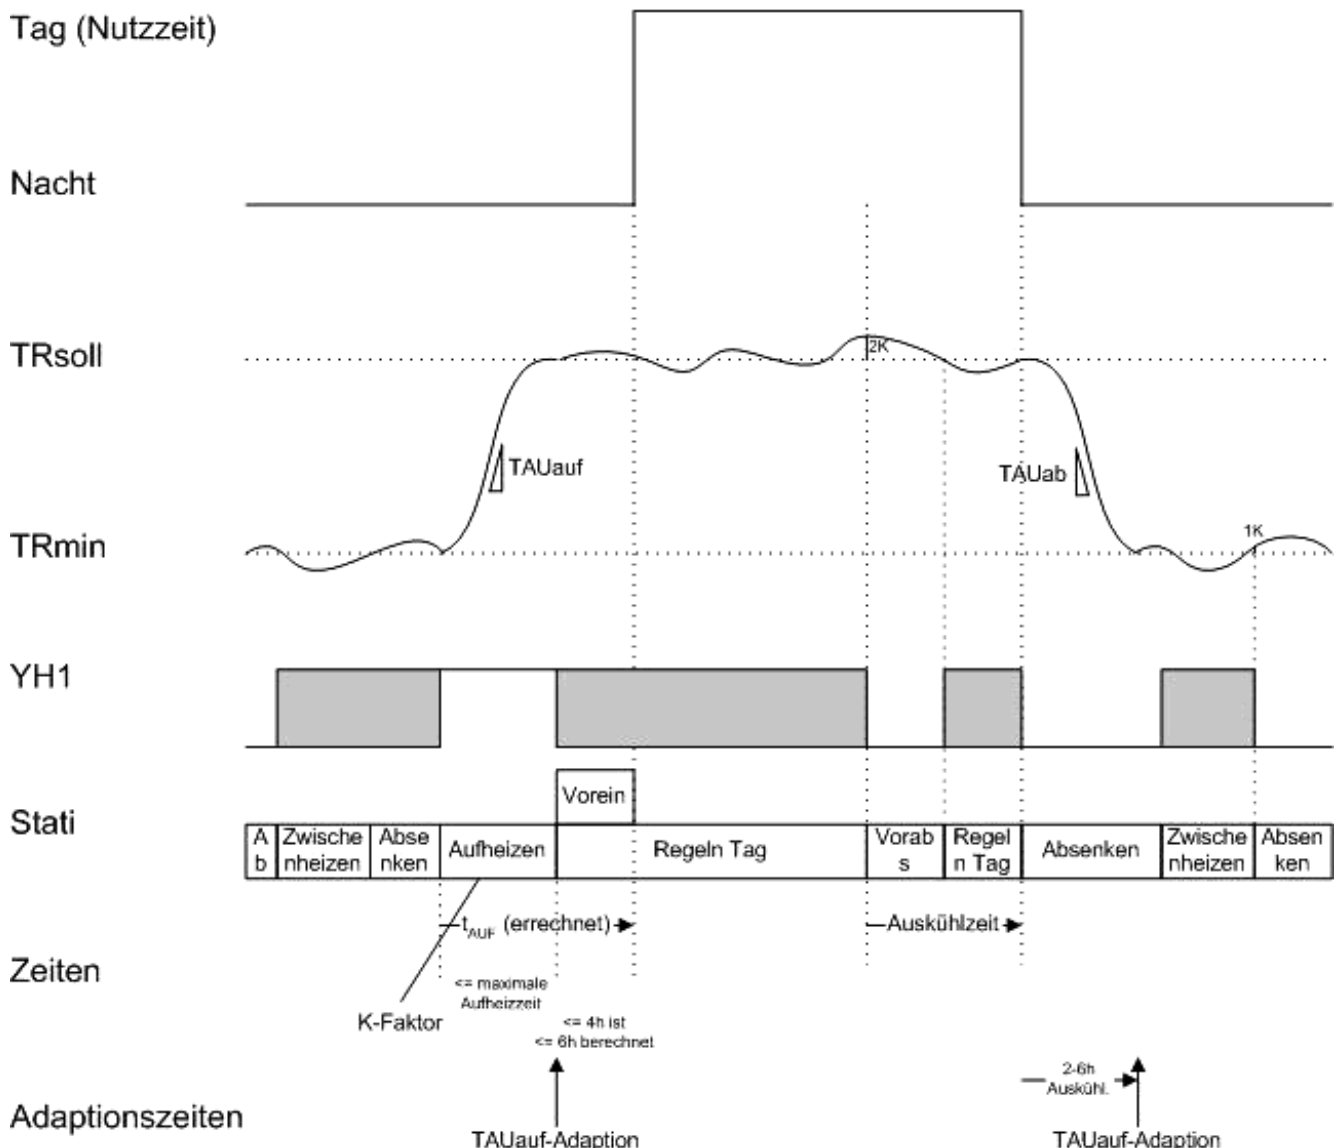 Tag (Nutzzeit)
Nacht
TRsoll
2K
TAUauf
TAUab
TRmin
1K
YH1
Stati
Vorein
A
b
Zwische
nheizen
Abse
nken
Aufheizen
Regeln Tag
Vorab
s
Regel
n Tag
Absenken
Zwische
nheizen
Absen
ken
Zeiten
tAUF (errechnet)
Auskühlzeit
<= maximale
Aufheizzeit
K-Faktor
<= 4h ist
<= 6h berechnet
2-6h
Auskühl.
Adaptionszeiten
TAUauf-Adaption
TAUauf-Adaption